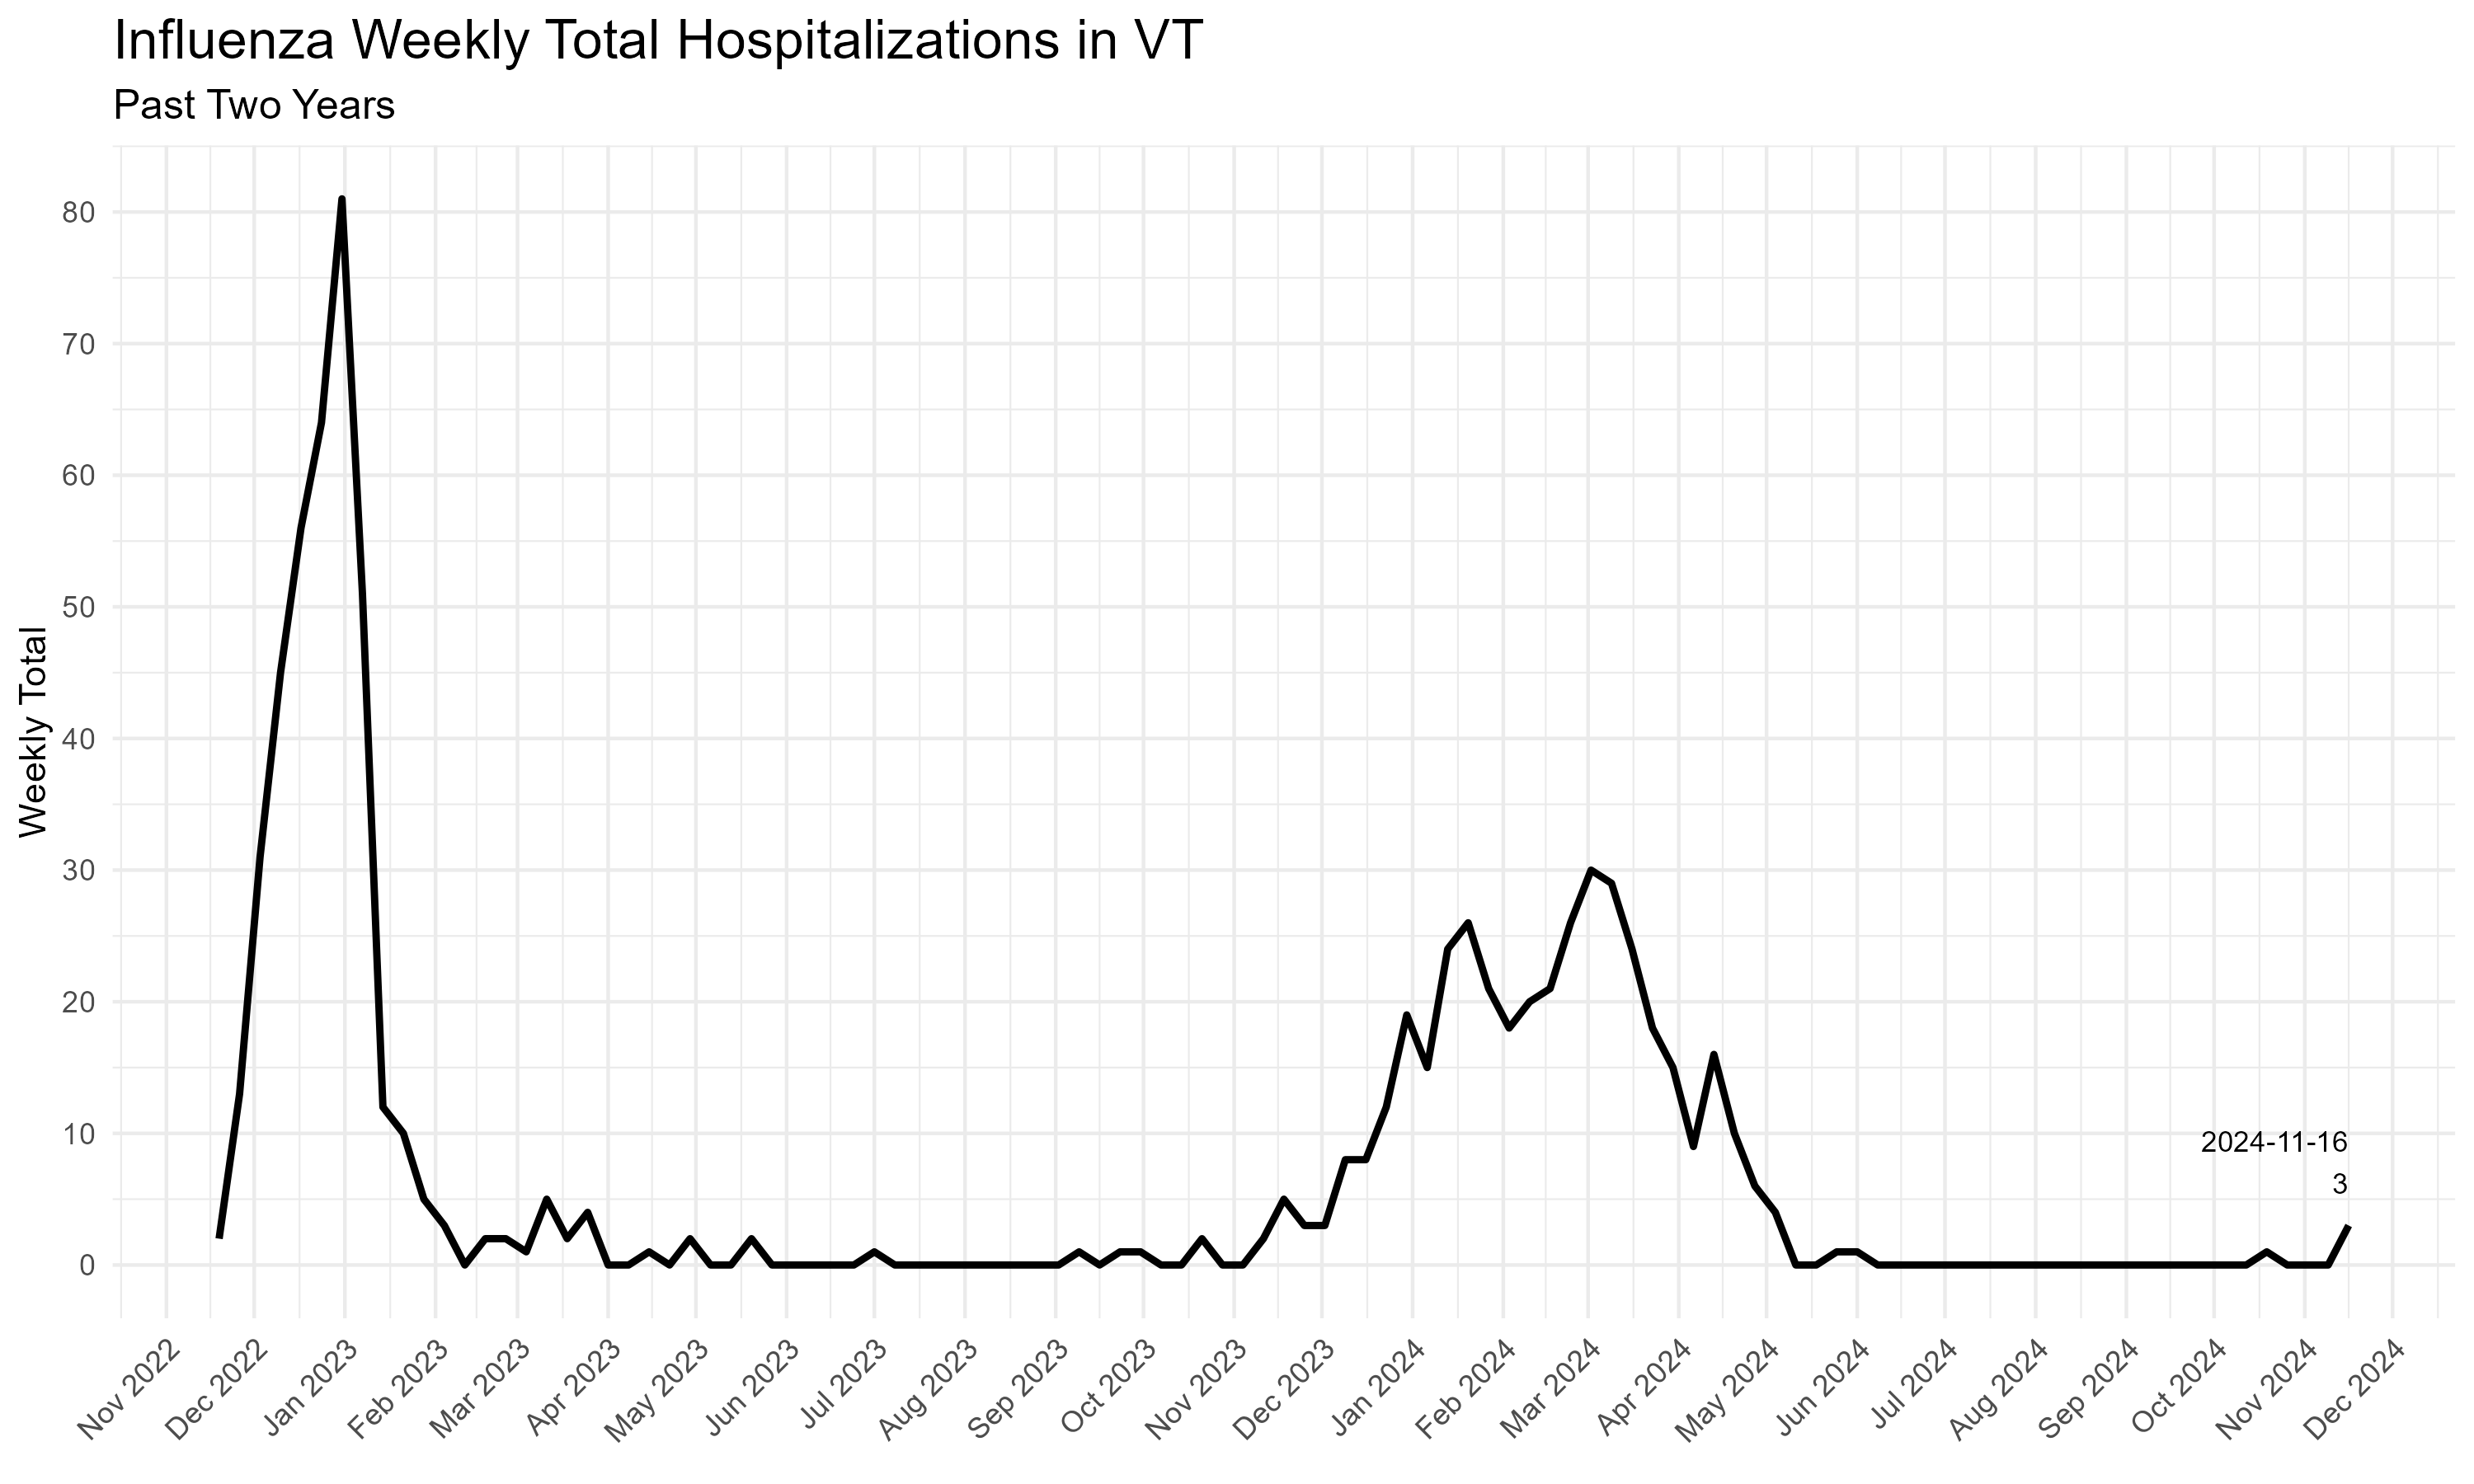 Influenza Weekly Total Hospitalizations in VT
Past Two Years
Weekly Total
80
70
60
50
40
30
20
10
0
2024-11-16
3
Nov 2022
Dec 2022
Jan 2023
Feb 2023
Mar 2023
Apr 2023
May 2023
Jun 2023
Jul 2023
Aug 2023
Sep 2023
Oct 2023
Nov 2023
Dec 2023
Jan 2024
Feb 2024
Mar 2024
Apr 2024
May 2024
Jun 2024
Jul 2024
Aug 2024
Sep 2024
Oct 2024
Nov 2024
Dec 2024